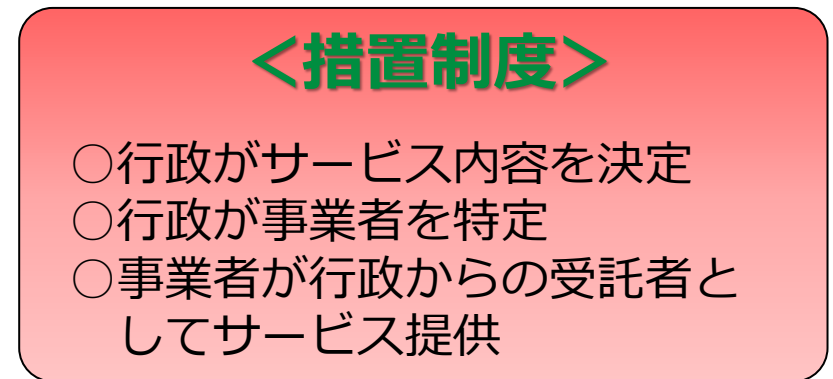 ＜措置制度＞
○行政がサービス内容を決定
○行政が事業者を特定
○事業者が行政からの受託者と
してサービス提供